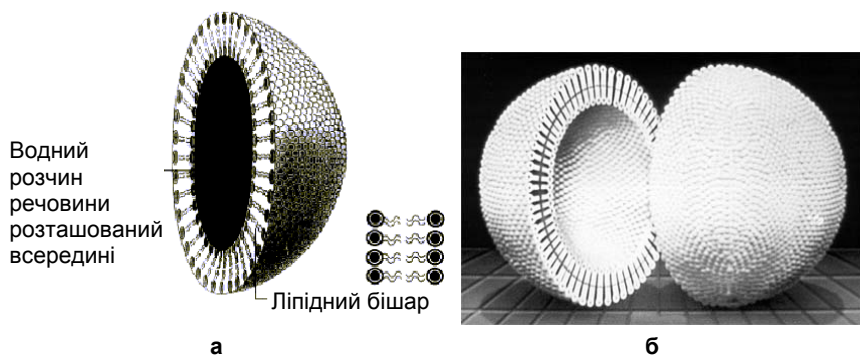 Водний
розчин
речовини
розташований
всередині
Ліпідний бішар
а
б